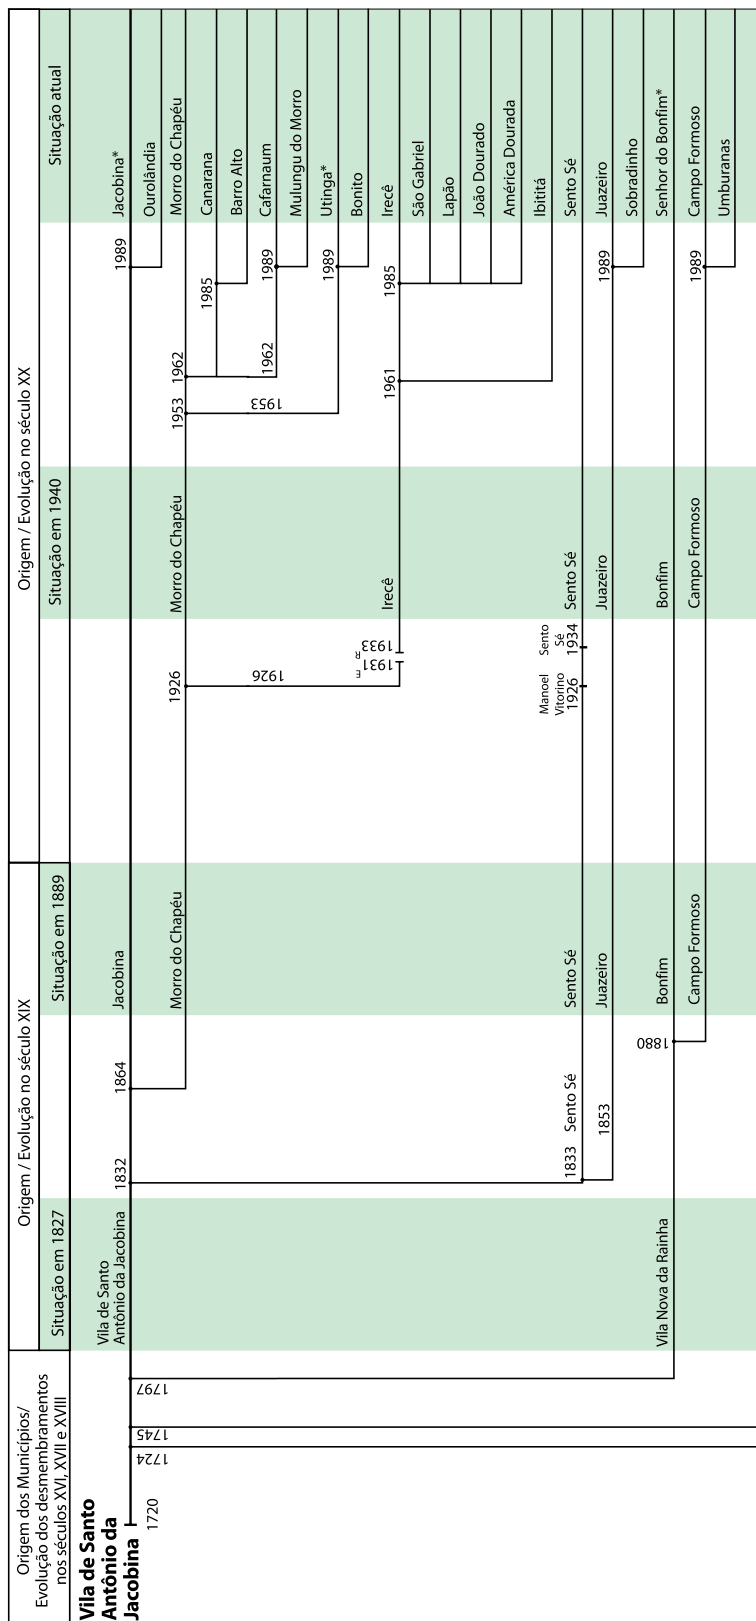 Origem dos Municípios/
Evolução dos desmembramentos
nos séculos XVI, XVII e XVIII
Origem / Evolução no século XIX
Origem / Evolução no século XX
Situação em 1827
Situação em 1889
Situação em 1940
Situação atual
Vila de Santo
Antônio da
Jacobina
1720
1724
1745
1797
Vila de Santo
Antônio da Jacobina
1832
1864
Jacobina
1989
Jacobina*
Ourolândia
Morro do Chapéu
1926
Morro do Chapéu
1953
1962
Morro do Chapéu
1985
Canarana
Barro Alto
1962
1989
Cafarnaum
Mulungu do Morro
1953
1989
Utinga*
Bonito
1926
E
1931
R
1933
Irecê
1961
1985
Irecê
São Gabriel
Lapão
João Dourado
América Dourada
Ibititá
1833
Sento Sé
Sento Sé
Manoel
Vitorino
1926
Sento
Sé
1934
Sento Sé
Sento Sé
1853
Juazeiro
Juazeiro
1989
Juazeiro
Sobradinho
Vila Nova da Rainha
1880
Bonfim
Bonfim
Senhor do Bonfim*
Campo Formoso
Campo Formoso
1989
Campo Formoso
Umburanas